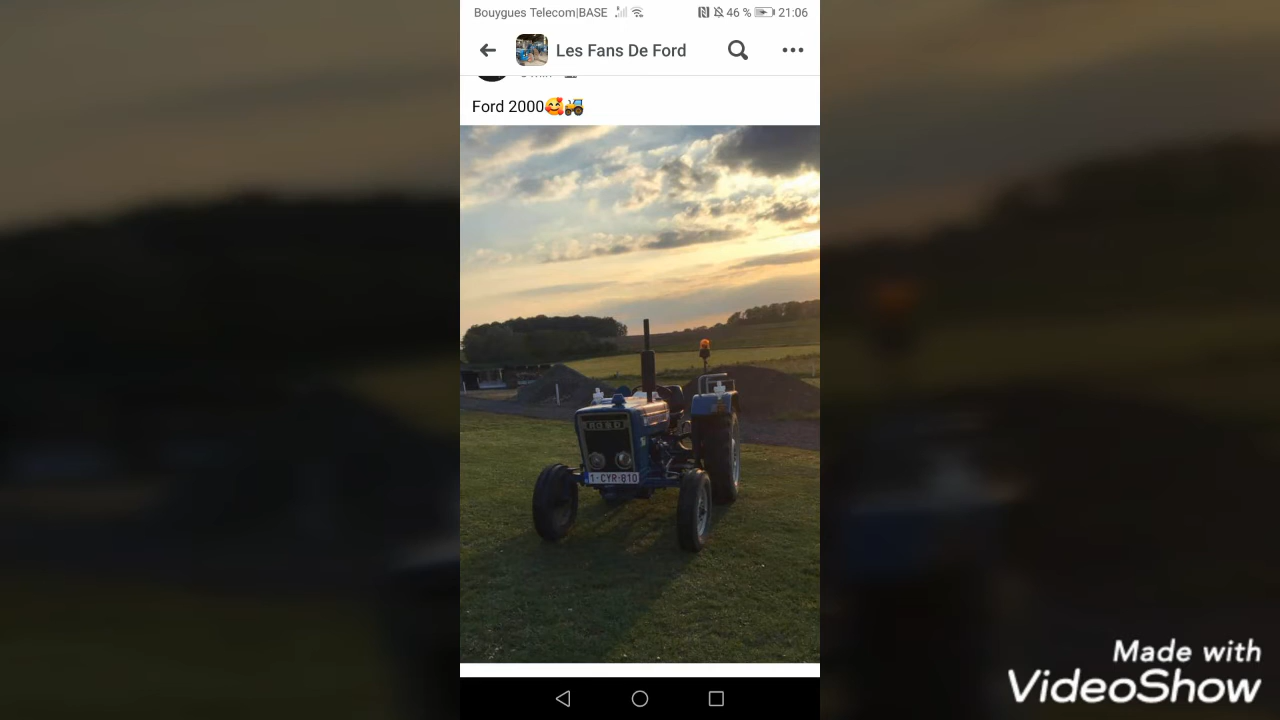 Bouygues Telecom|BASE 46 % 21:06
Les Fans De Ford
Ford 2000🥰🚜
FORD
1-CYR-810
Made with
VideoShow